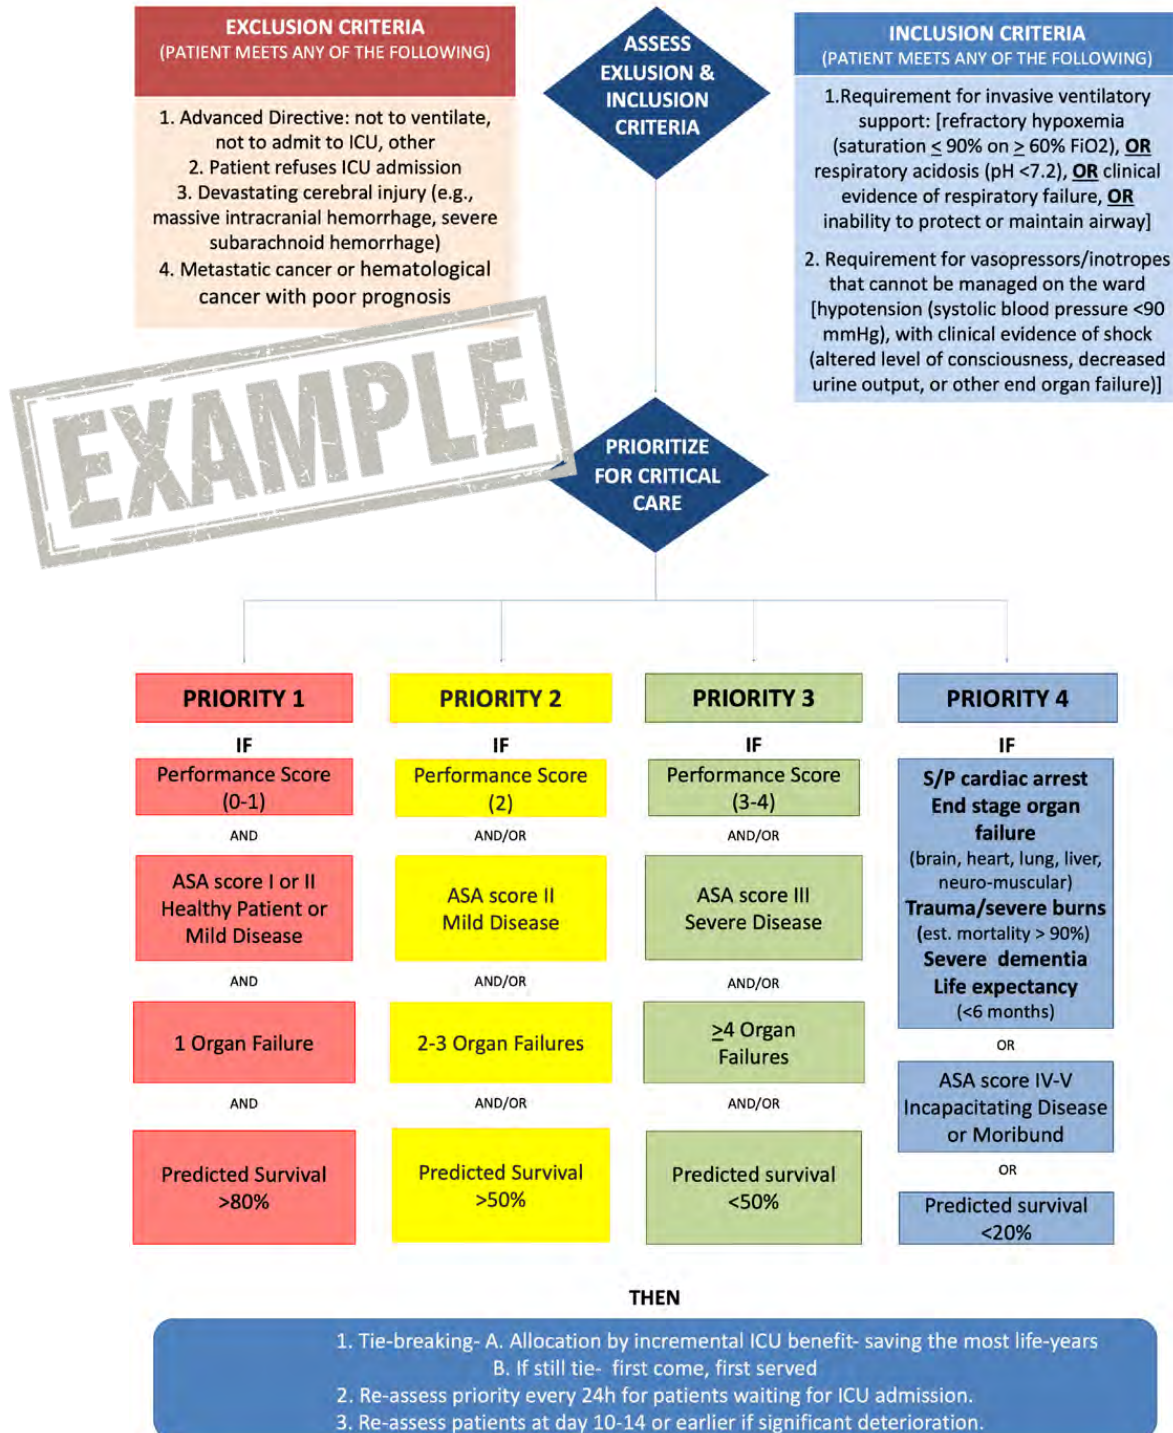 EXCLUSION CRITERIA
(PATIENT MEETS ANY OF THE FOLLOWING)
1. Advanced Directive: not to ventilate,
not to admit to ICU, other
2. Patient refuses ICU admission
3. Devastating cerebral injury (e.g.,
massive intracranial hemorrhage, severe
subarachnoid hemorrhage)
4. Metastatic cancer or hematological
cancer with poor prognosis
ASSESS
EXLUSION &
INCLUSION
CRITERIA
INCLUSION CRITERIA
(PATIENT MEETS ANY OF THE FOLLOWING)
1.Requirement for invasive ventilatory
support: [refractory hypoxemia
(saturation ≤ 90% on ≥ 60% FiO2), OR
respiratory acidosis (pH <7.2), OR clinical
evidence of respiratory failure, OR
inability to protect or maintain airway]
2. Requirement for vasopressors/inotropes
that cannot be managed on the ward
[hypotension (systolic blood pressure <90
mmHg), with clinical evidence of shock
(altered level of consciousness, decreased
urine output, or other end organ failure)]
EXAMPLE
PRIORITIZE
FOR CRITICAL
CARE
PRIORITY 1
IF
Performance Score
(0-1)
AND
ASA score I or II
Healthy Patient or
Mild Disease
AND
1 Organ Failure
AND
Predicted Survival
>80%
PRIORITY 2
IF
Performance Score
(2)
AND/OR
ASA score II
Mild Disease
AND/OR
2-3 Organ Failures
AND/OR
Predicted Survival
>50%
PRIORITY 3
IF
Performance Score
(3-4)
AND/OR
ASA score III
Severe Disease
AND/OR
≥4 Organ
Failures
AND/OR
Predicted survival
<50%
PRIORITY 4
IF
S/P cardiac arrest
End stage organ
failure
(brain, heart, lung, liver,
neuro-muscular)
Trauma/severe burns
(est. mortality > 90%)
Severe dementia
Life expectancy
(<6 months)
OR
ASA score IV-V
Incapacitating Disease
or Moribund
OR
Predicted survival
<20%
THEN
1. Tie-breaking- A. Allocation by incremental ICU benefit- saving the most life-years
B. If still tie- first come, first served
2. Re-assess priority every 24h for patients waiting for ICU admission.
3. Re-assess patients at day 10-14 or earlier if significant deterioration.